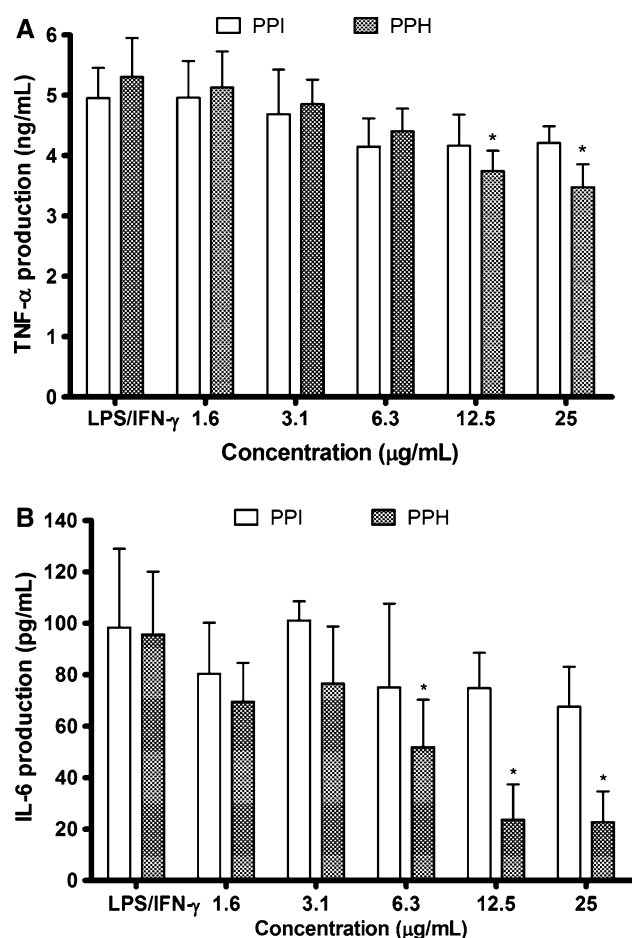 A
PPI PPH
TNF-α production (ng/mL)
6
5
4
3
2
1
0
* *
LPS/IFN-γ 1.6 3.1 6.3 12.5 25
Concentration (μg/mL)
B
PPI PPH
IL-6 production (pg/mL)
140
120
100
80
60
40
20
0
* * *
LPS/IFN-γ 1.6 3.1 6.3 12.5 25
Concentration (μg/mL)